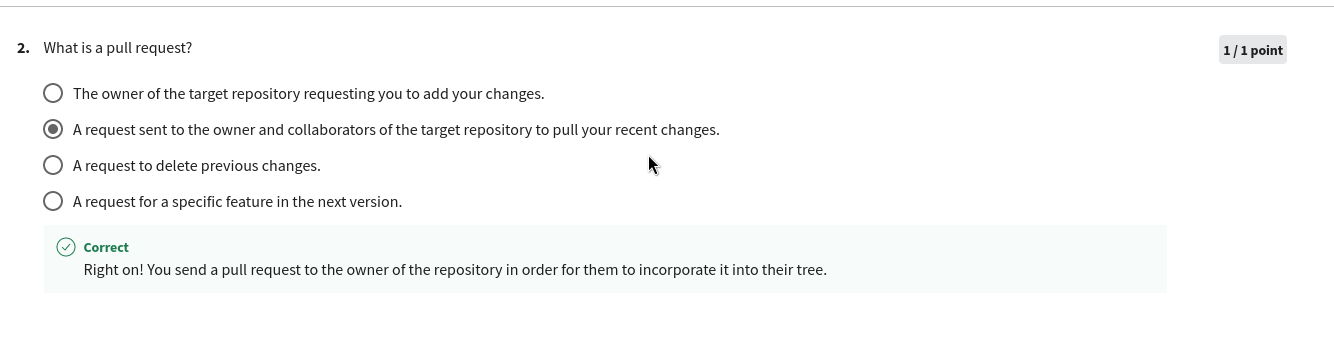 2. What is a pull request?
1 / 1 point
The owner of the target repository requesting you to add your changes.
A request sent to the owner and collaborators of the target repository to pull your recent changes.
A request to delete previous changes.
A request for a specific feature in the next version.
Correct
Right on! You send a pull request to the owner of the repository in order for them to incorporate it into their tree.